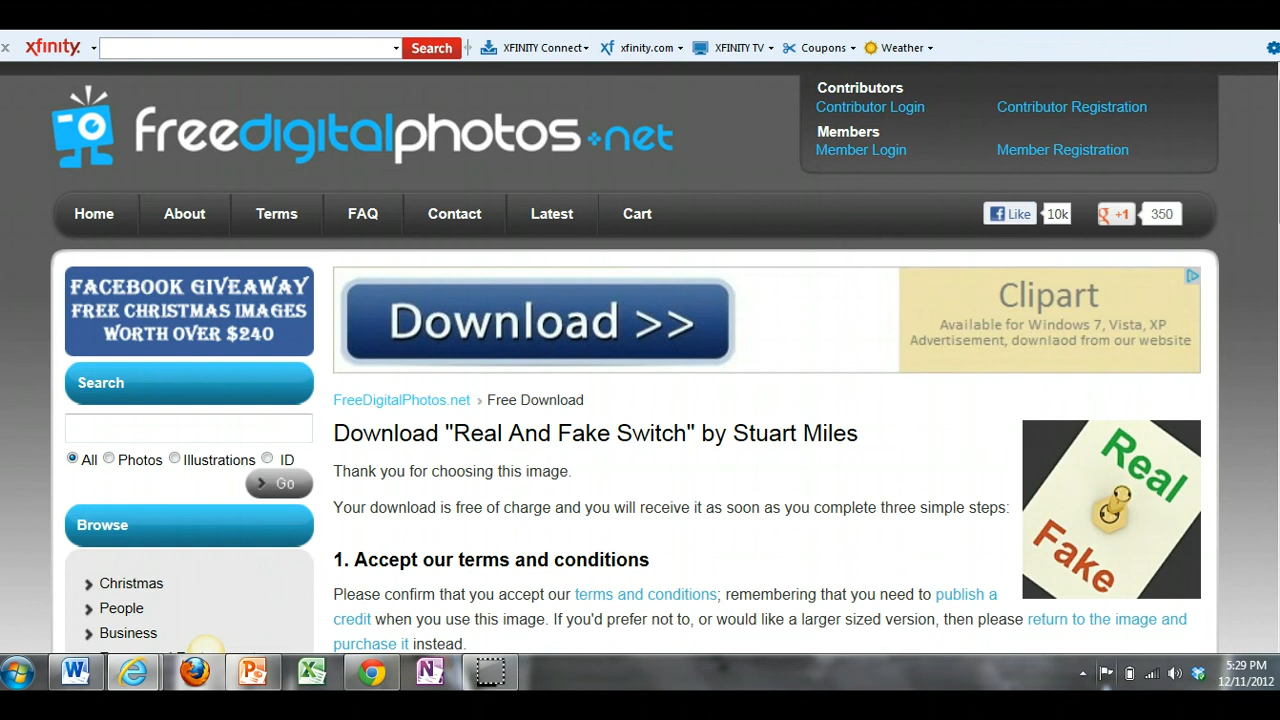 xfinity.
Search
XFINITY Connect
xf xfinity.com
XFINITY TV
Coupons
Weather
freedigitalphotos.net
Contributors
Contributor Login
Contributor Registration
Members
Member Login
Member Registration
Home
About
Terms
FAQ
Contact
Latest
Cart
Like
10k
g +1
350
FACEBOOK GIVEAWAY
FREE CHRISTMAS IMAGES
WORTH OVER $240
Download >>
Clipart
Available for Windows 7, Vista, XP
Advertisement, downlaod from our website
Search
All Photos Illustrations ID
Go
Browse
Christmas
People
Business
FreeDigitalPhotos.net › Free Download
Download "Real And Fake Switch" by Stuart Miles
Thank you for choosing this image.
Your download is free of charge and you will receive it as soon as you complete three simple steps:
Real
Fake
1. Accept our terms and conditions
Please confirm that you accept our terms and conditions; remembering that you need to publish a
credit when you use this image. If you'd prefer not to, or would like a larger sized version, then please return to the image and
purchase it instead.
5:29 PM
12/11/2012